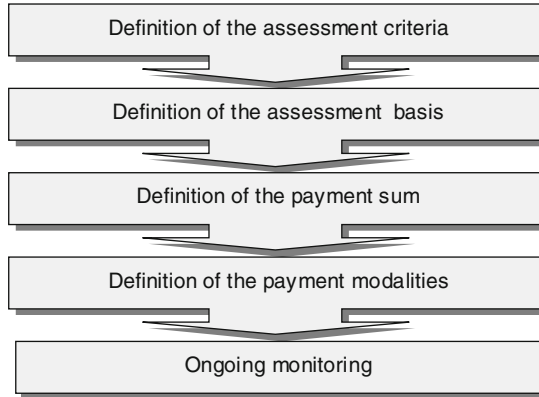 Definition of the assessment criteria
Definition of the assessment basis
Definition of the payment sum
Definition of the payment modalities
Ongoing monitoring